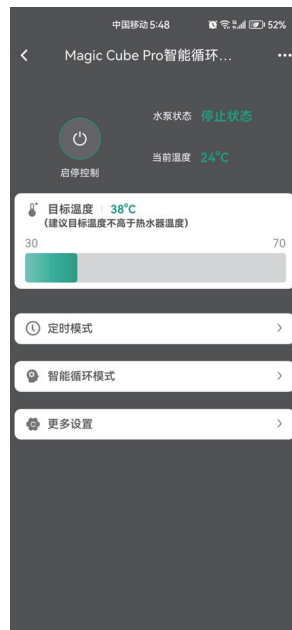 中国移动 5:48 52%
Magic Cube Pro智能循环...
水泵状态 停止状态
当前温度 24°C
启停控制
目标温度 38°C
(建议目标温度不高于热水器温度)
30 70
定时模式
智能循环模式
更多设置